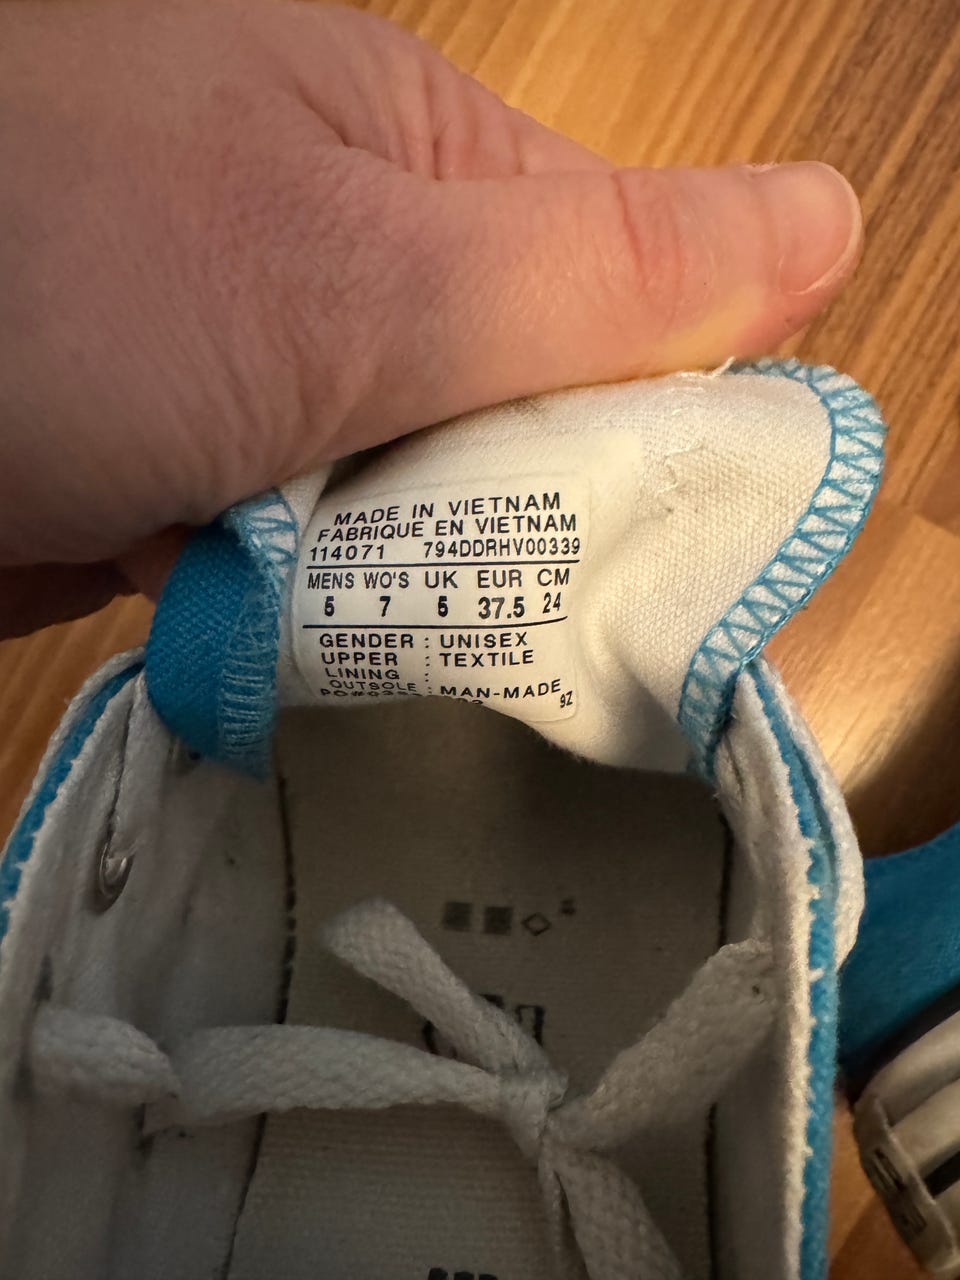 MADE IN VIETNAM
FABRIQUE EN VIETNAM
114071 794DDRHV00339
MENS WO'S UK EUR CM
5 7 5 37.5 24
GENDER : UNISEX
UPPER : TEXTILE
LINING :
OUTSOLE : MAN-MADE
9Z